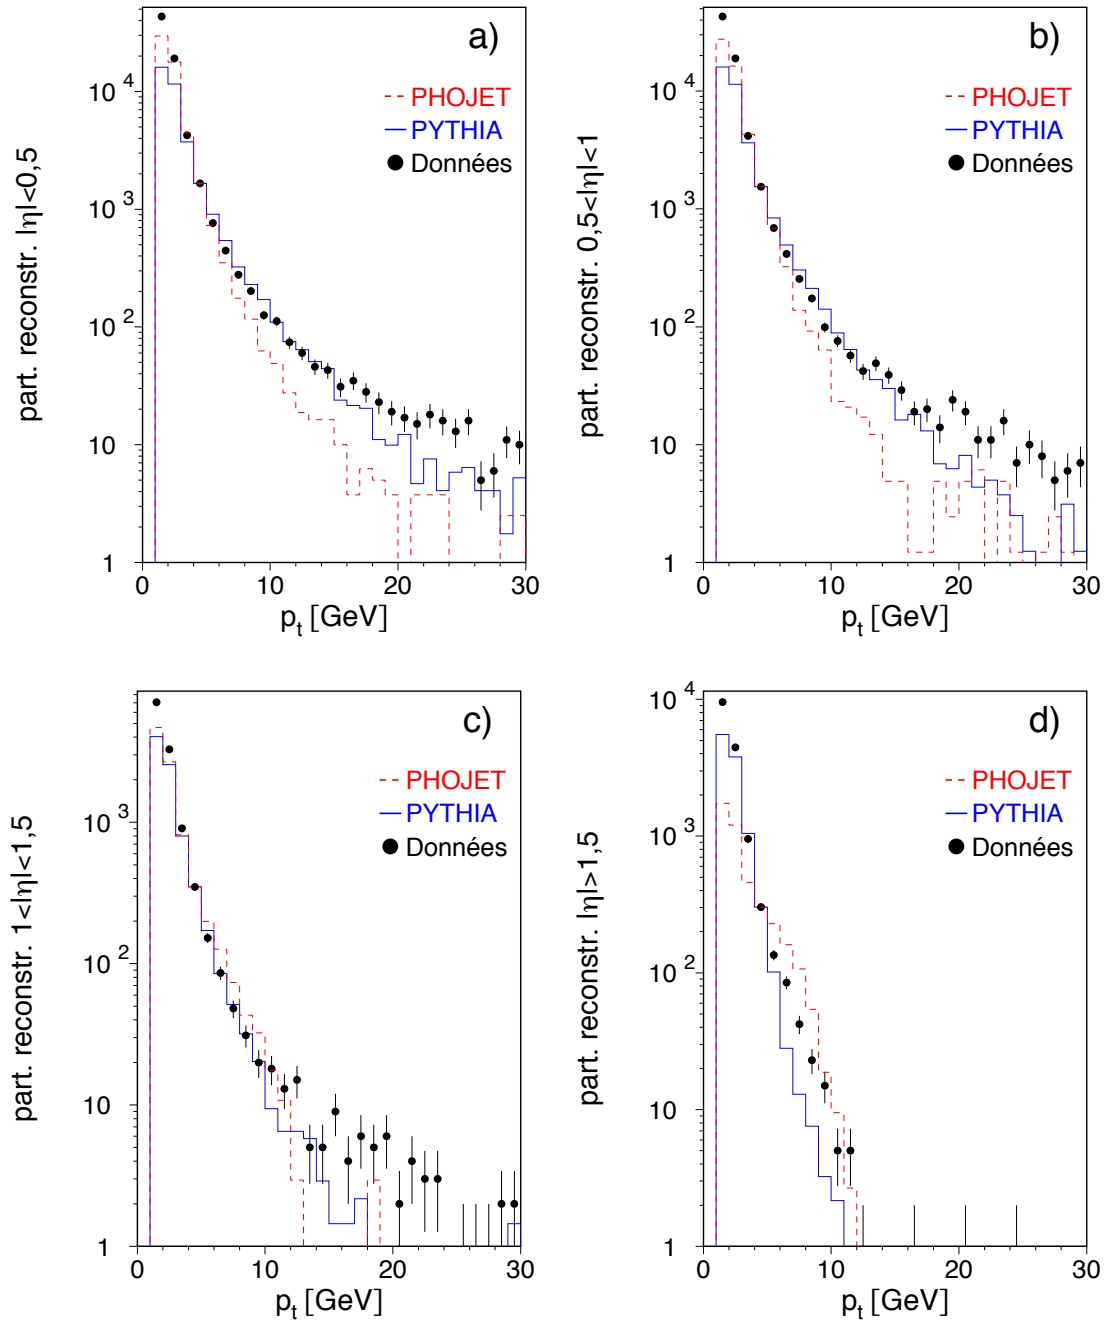 a)
PHOJET
PYTHIA
Données
part. reconstr. |η|<0,5
10^4
10^3
10^2
10
1
0 10 20 30
p_t [GeV]
b)
PHOJET
PYTHIA
Données
part. reconstr. 0,5<|η|<1
10^4
10^3
10^2
10
1
0 10 20 30
p_t [GeV]
c)
PHOJET
PYTHIA
Données
part. reconstr. 1<|η|<1,5
10^3
10^2
10
1
0 10 20 30
p_t [GeV]
d)
PHOJET
PYTHIA
Données
part. reconstr. |η|>1,5
10^4
10^3
10^2
10
1
0 10 20 30
p_t [GeV]